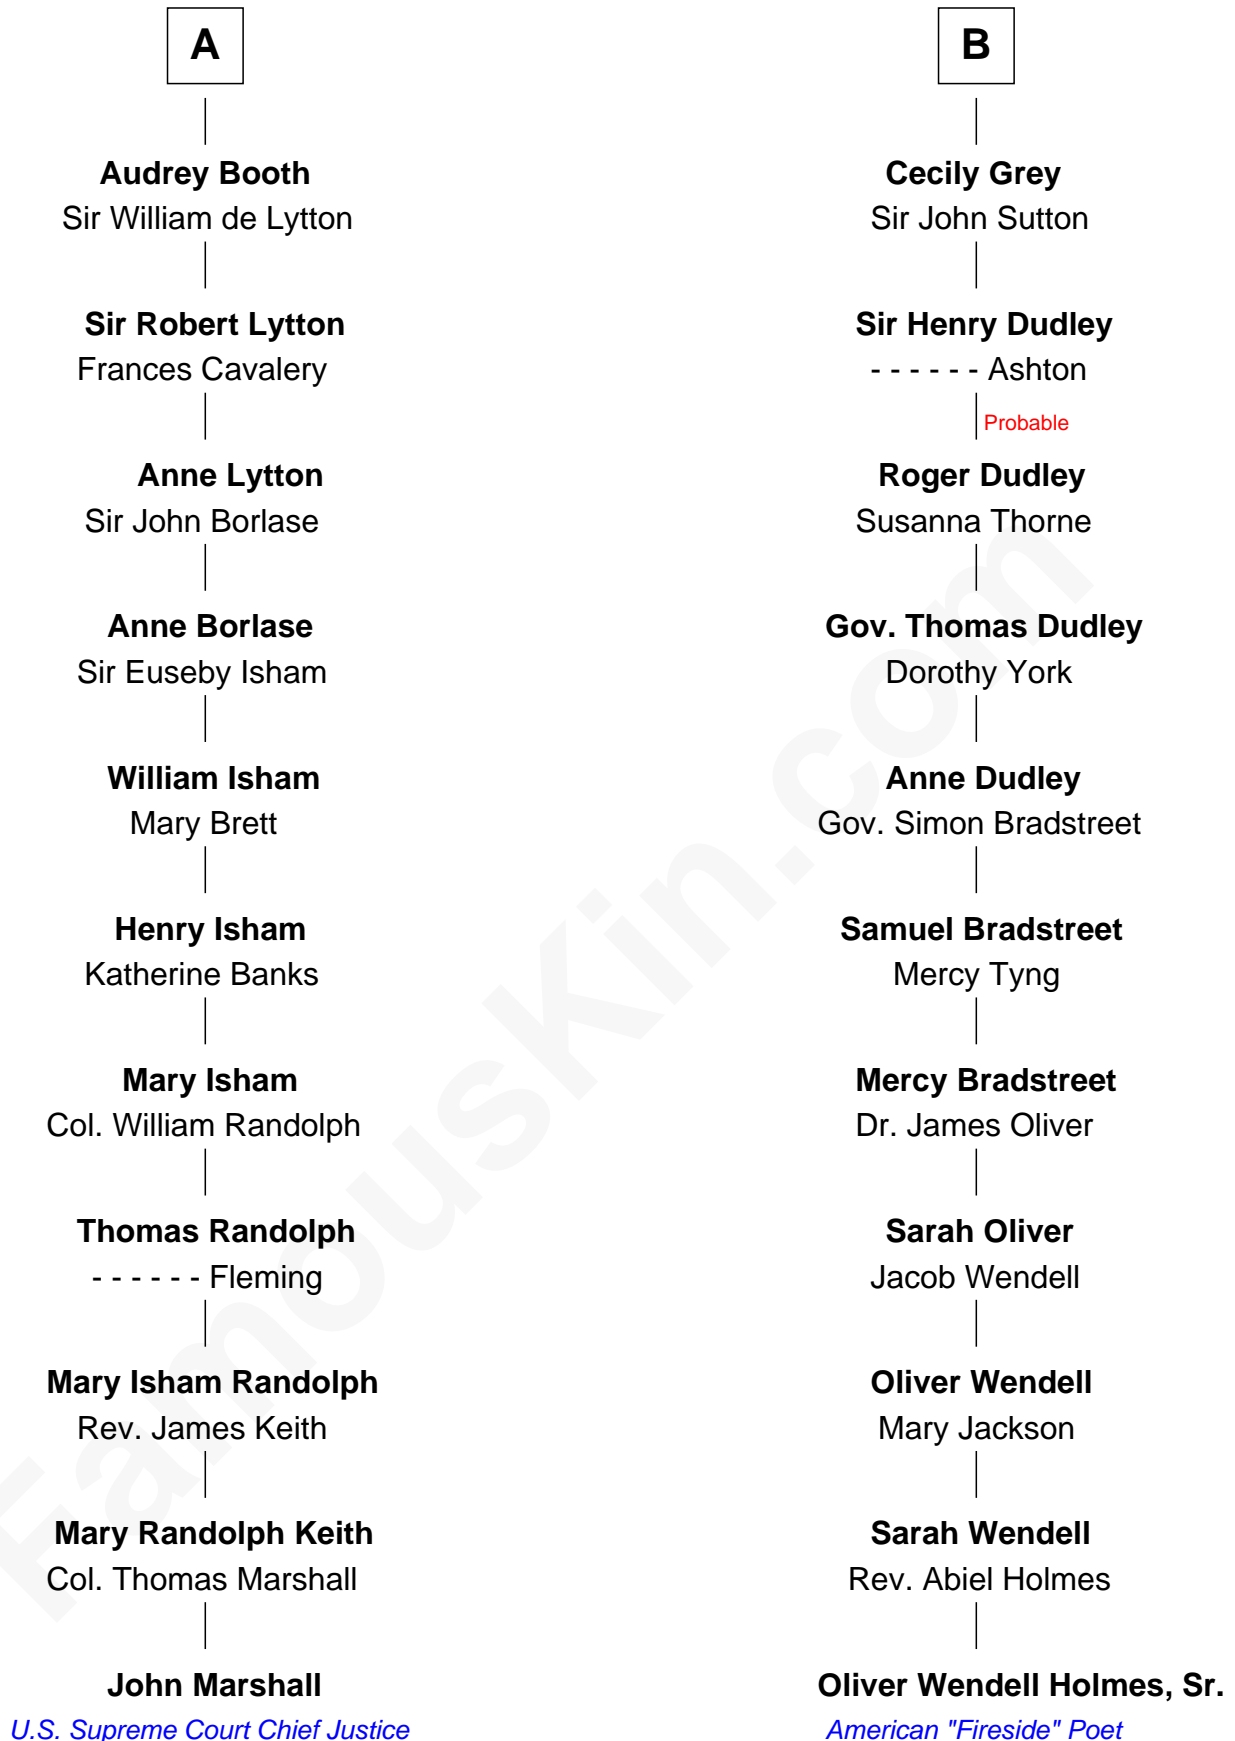 A
Audrey Booth
Sir William de Lytton
Sir Robert Lytton
Frances Cavalery
Anne Lytton
Sir John Borlase
Anne Borlase
Sir Euseby Isham
William Isham
Mary Brett
Henry Isham
Katherine Banks
Mary Isham
Col. William Randolph
Thomas Randolph
- - - - - - Fleming
Mary Isham Randolph
Rev. James Keith
Mary Randolph Keith
Col. Thomas Marshall
John Marshall
U.S. Supreme Court Chief Justice
B
Cecily Grey
Sir John Sutton
Sir Henry Dudley
- - - - - - Ashton
Probable
Roger Dudley
Susanna Thorne
Gov. Thomas Dudley
Dorothy York
Anne Dudley
Gov. Simon Bradstreet
Samuel Bradstreet
Mercy Tyng
Mercy Bradstreet
Dr. James Oliver
Sarah Oliver
Jacob Wendell
Oliver Wendell
Mary Jackson
Sarah Wendell
Rev. Abiel Holmes
Oliver Wendell Holmes, Sr.
American "Fireside" Poet
FamousKin.com